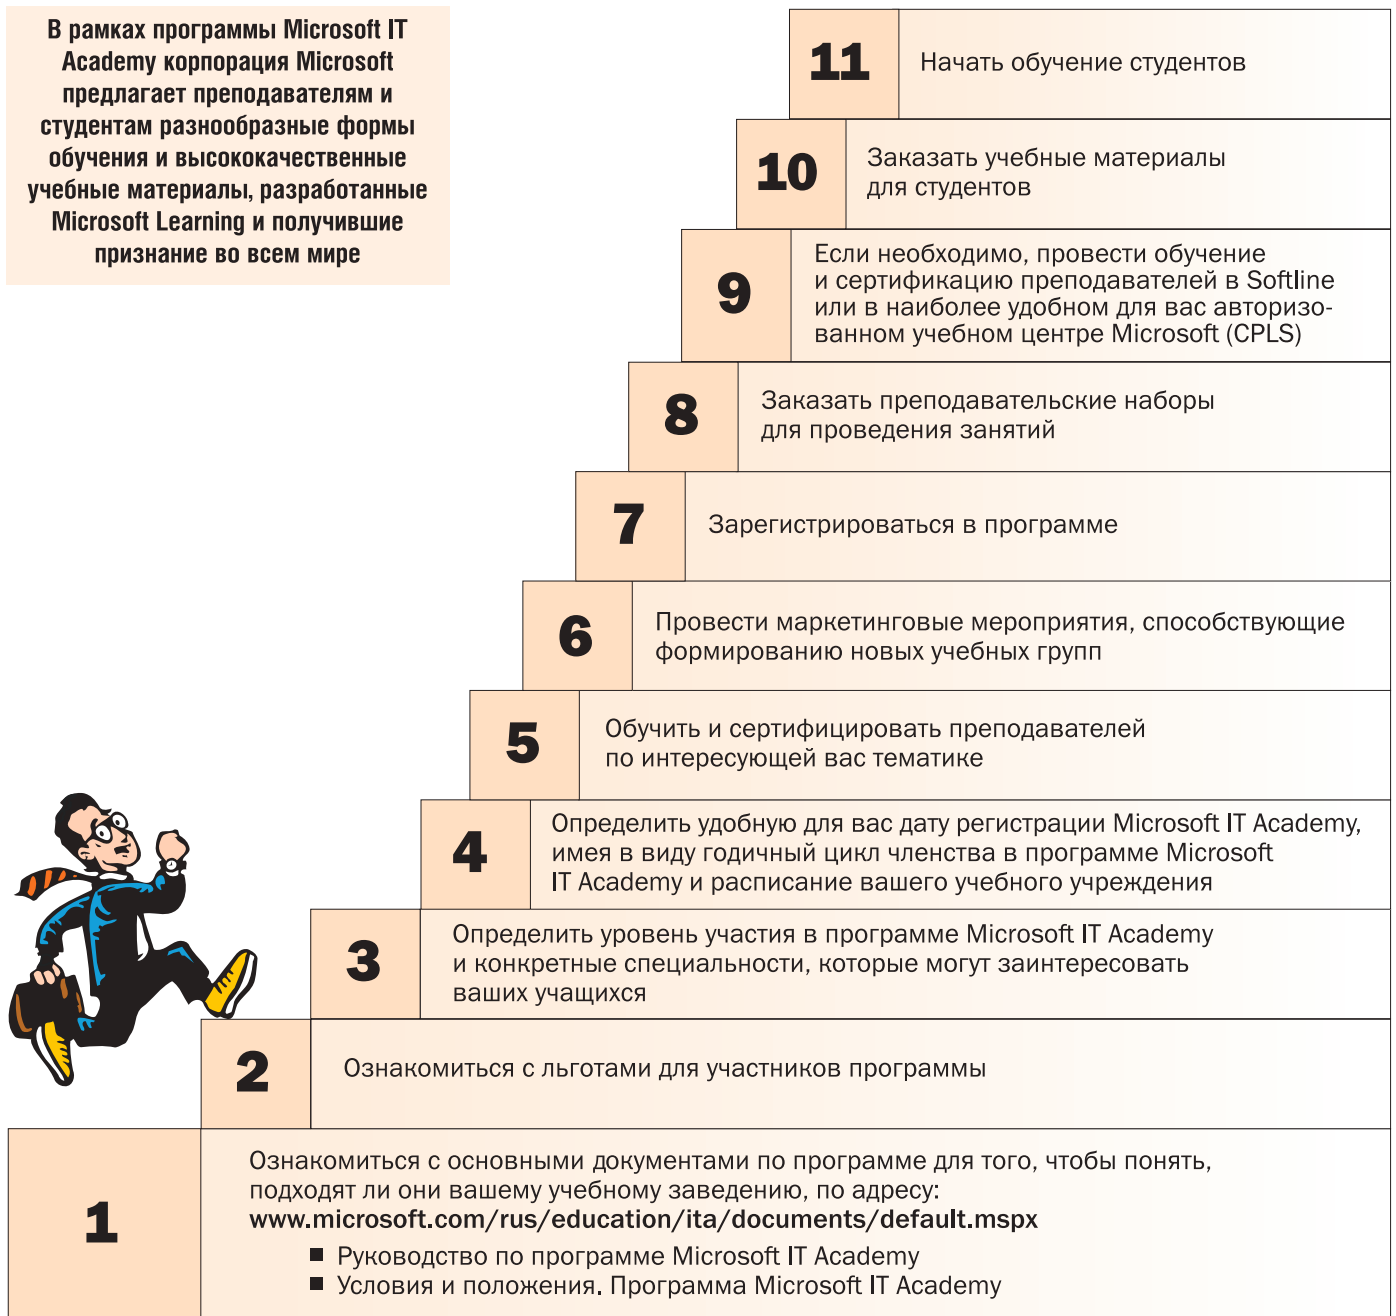 В рамках программы Microsoft IT
Academy корпорация Microsoft
предлагает преподавателям и
студентам разнообразные формы
обучения и высококачественные
учебные материалы, разработанные
Microsoft Learning и получившие
признание во всем мире
11
Начать обучение студентов
10
Заказать учебные материалы
для студентов
9
Если необходимо, провести обучение
и сертификацию преподавателей в Softline
или в наиболее удобном для вас авторизо-
ванном учебном центре Microsoft (CPLS)
8
Заказать преподавательские наборы
для проведения занятий
7
Зарегистрироваться в программе
6
Провести маркетинговые мероприятия, способствующие
формированию новых учебных групп
5
Обучить и сертифицировать преподавателей
по интересующей вас тематике
4
Определить удобную для вас дату регистрации Microsoft IT Academy,
имея в виду годичный цикл членства в программе Microsoft
IT Academy и расписание вашего учебного учреждения
3
Определить уровень участия в программе Microsoft IT Academy
и конкретные специальности, которые могут заинтересовать
ваших учащихся
2
Ознакомиться с льготами для участников программы
1
Ознакомиться с основными документами по программе для того, чтобы понять,
подходят ли они вашему учебному заведению, по адресу:
www.microsoft.com/rus/education/ita/documents/default.mspx
■ Руководство по программе Microsoft IT Academy
■ Условия и положения. Программа Microsoft IT Academy